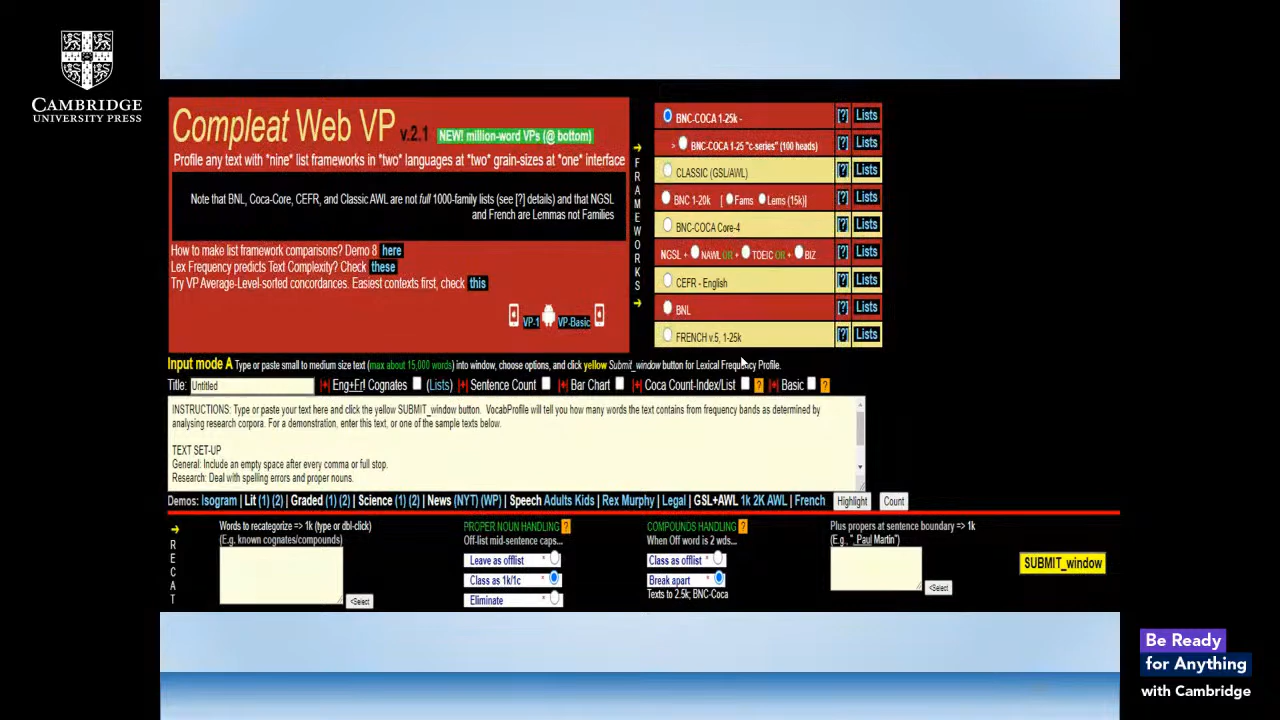 CAMBRIDGE
UNIVERSITY PRESS
Compleat Web VP v.2.1 NEW! million-word VPs (@ bottom)
Profile any text with *nine* list frameworks in *two* languages at *two* grain-sizes at *one* interface
Note that BNL, Coca-Core, CEFR, and Classic AWL are not full 1000-family lists (see [?] details) and that NGSL
and French are Lemmas not Families
How to make list framework comparisons? Demo 8 here
Lex Frequency predicts Text Complexity? Check these
Try VP Average-Level-sorted concordances. Easiest contexts first, check this
VP-1 VP-Basic
→
FRAMEWORKS
→
BNC-COCA 1-25k - [?] Lists
> BNC-COCA 1-25 "c-series" (100 heads) [?] Lists
CLASSIC (GSL/AWL) [?] Lists
BNC 1-20k [ Fams Lems (15k)] [?] Lists
BNC-COCA Core-4 [?] Lists
NGSL + NAWL OR + TOEIC OR + BIZ [?] Lists
CEFR - English [?] Lists
BNL [?] Lists
FRENCH v.5, 1-25k [?] Lists
Input mode A Type or paste small to medium size text (max about 15,000 words) into window, choose options, and click yellow Submit_window button for Lexical Frequency Profile.
Title: Untitled |+| Eng+Frl Cognates (Lists) |+| Sentence Count |+| Bar Chart |+| Coca Count-Index/List ? |+| Basic ?
INSTRUCTIONS: Type or paste your text here and click the yellow SUBMIT_window button. VocabProfile will tell you how many words the text contains from frequency bands as determined by
analysing research corpora. For a demonstration, enter this text, or one of the sample texts below.
TEXT SET-UP
General: Include an empty space after every comma or full stop.
Research: Deal with spelling errors and proper nouns.
Demos: Isogram | Lit (1) (2) | Graded (1) (2) | Science (1) (2) | News (NYT) (WP) | Speech Adults Kids | Rex Murphy | Legal | GSL+AWL 1k 2K AWL | French Highlight Count
→
RECAT
Words to recategorize => 1k (type or dbl-click)
(E.g. known cognates/compounds)
<Select
PROPER NOUN HANDLING ?
Off-list mid-sentence caps...
Leave as offlist *
Class as 1k/1c *
Eliminate *
COMPOUNDS HANDLING ?
When Off word is 2 wds...
Class as offlist *
Break apart *
Texts to 2.5k; BNC-Coca
Plus propers at sentence boundary => 1k
(E.g., ". Paul Martin")
<Select
SUBMIT_window
Be Ready
for Anything
with Cambridge